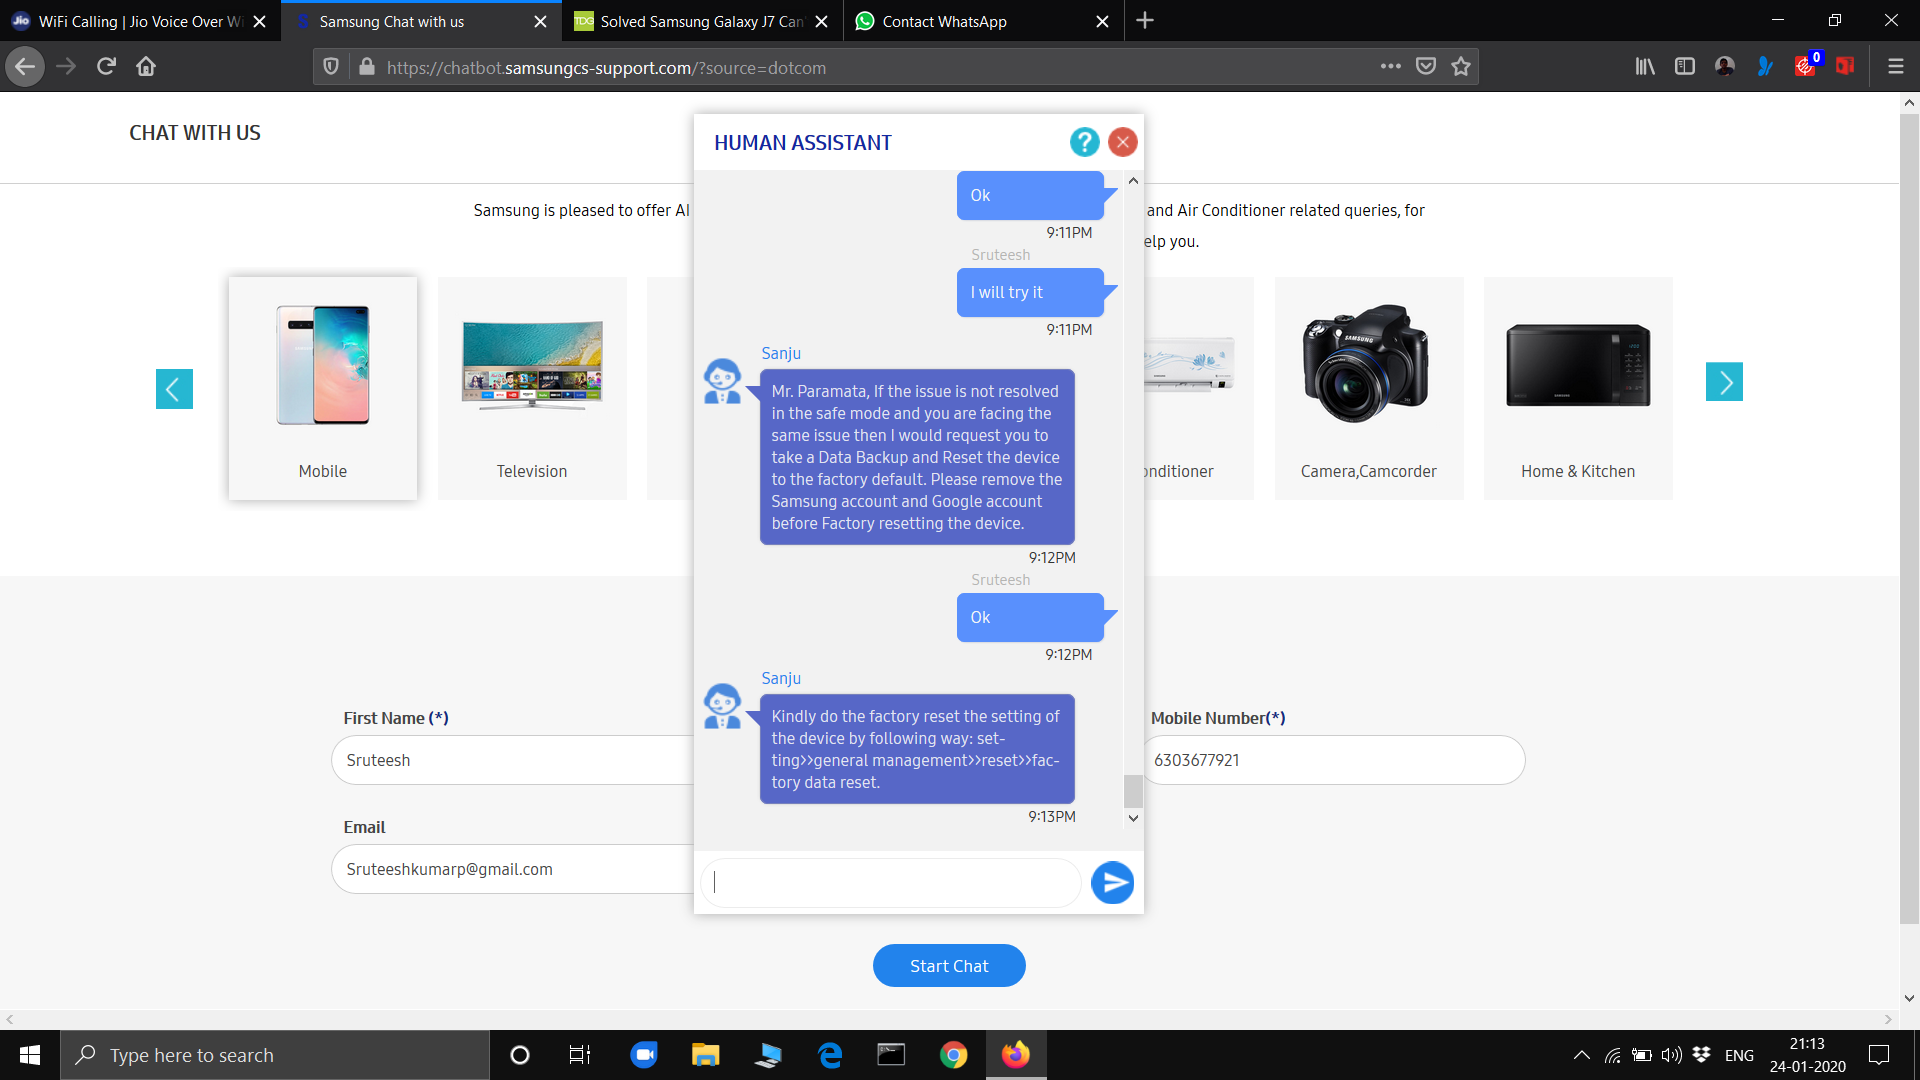 WiFi Calling | Jio Voice Over Wi
Samsung Chat with us
TDG
Solved Samsung Galaxy J7 Can'
Contact WhatsApp
https://chatbot.samsungcs-support.com/?source=dotcom
0
CHAT WITH US
Samsung is pleased to offer AI
and Air Conditioner related queries, for
elp you.
Mobile
Television
onditioner
Camera,Camcorder
Home & Kitchen
HUMAN ASSISTANT
?
Ok
9:11PM
Sruteesh
I will try it
9:11PM
Sanju
Mr. Paramata, If the issue is not resolved
in the safe mode and you are facing the
same issue then I would request you to
take a Data Backup and Reset the device
to the factory default. Please remove the
Samsung account and Google account
before Factory resetting the device.
9:12PM
Sruteesh
Ok
9:12PM
Sanju
Kindly do the factory reset the setting of
the device by following way: set-
ting>>general management>>reset>>fac-
tory data reset.
9:13PM
First Name (*)
Sruteesh
Mobile Number(*)
6303677921
Email
Sruteeshkumarp@gmail.com
Start Chat
Type here to search
ENG
21:13
24-01-2020